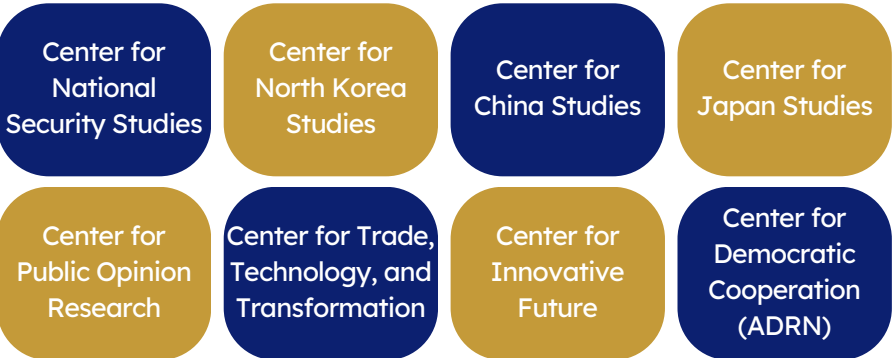 Center for
National
Security Studies
Center for
North Korea
Studies
Center for
China Studies
Center for
Japan Studies
Center for
Public Opinion
Research
Center for Trade,
Technology, and
Transformation
Center for
Innovative
Future
Center for
Democratic
Cooperation
(ADRN)